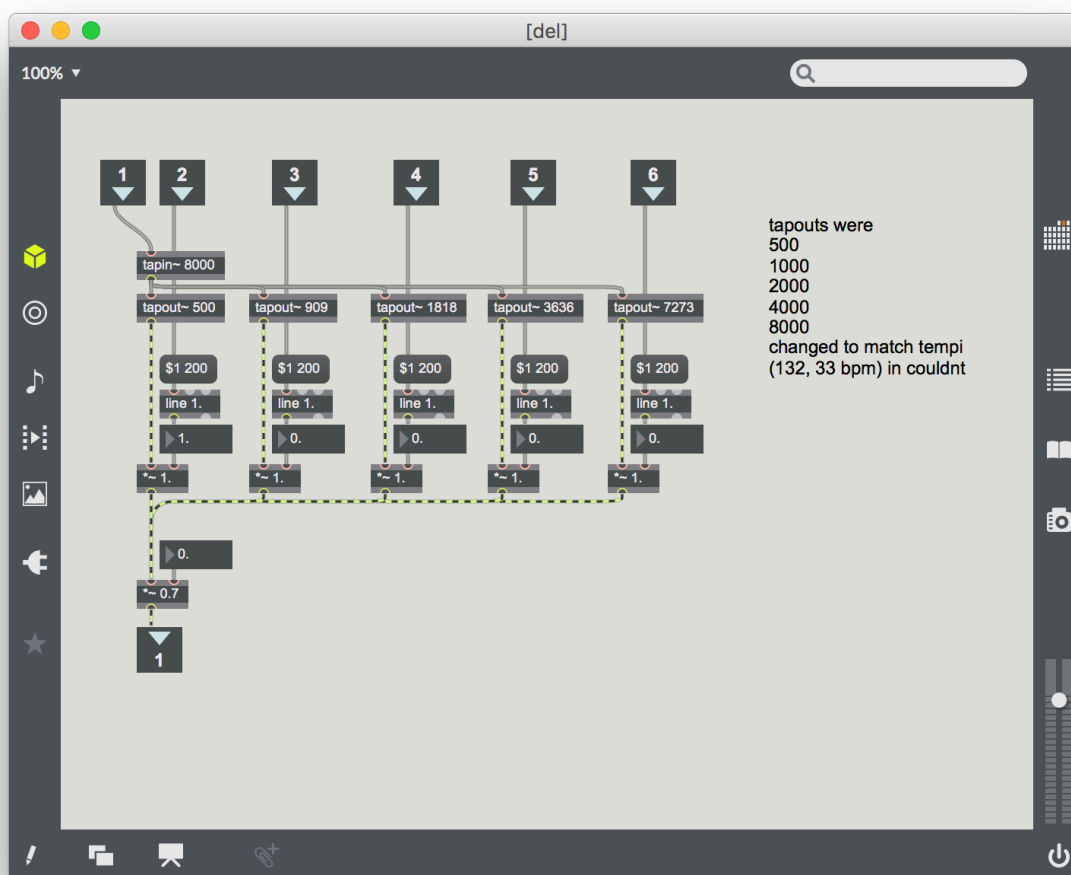 [del]
100%
1 2 3 4 5 6
tapin~ 8000
tapout~ 500 tapout~ 909 tapout~ 1818 tapout~ 3636 tapout~ 7273
$1 200 $1 200 $1 200 $1 200 $1 200
line 1. line 1. line 1. line 1. line 1.
1. 0. 0. 0. 0.
*~ 1. *~ 1. *~ 1. *~ 1. *~ 1.
0.
*~ 0.7
1
tapouts were
500
1000
2000
4000
8000
changed to match tempi
(132, 33 bpm) in couldnt